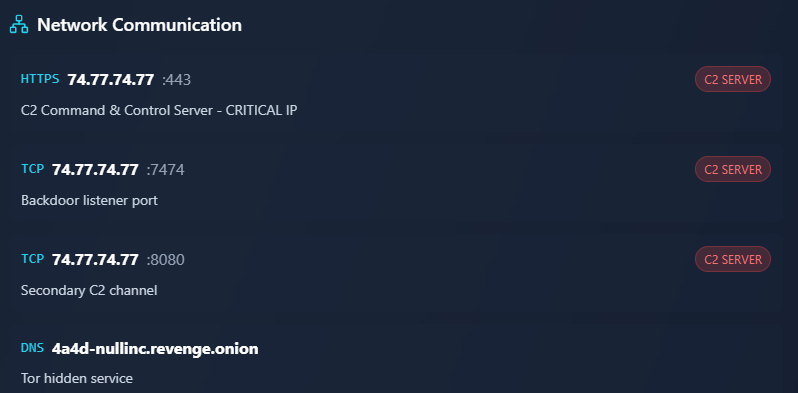 Network Communication
HTTPS 74.77.74.77 :443 C2 SERVER
C2 Command & Control Server - CRITICAL IP
TCP 74.77.74.77 :7474 C2 SERVER
Backdoor listener port
TCP 74.77.74.77 :8080 C2 SERVER
Secondary C2 channel
DNS 4a4d-nullinc.revenge.onion
Tor hidden service